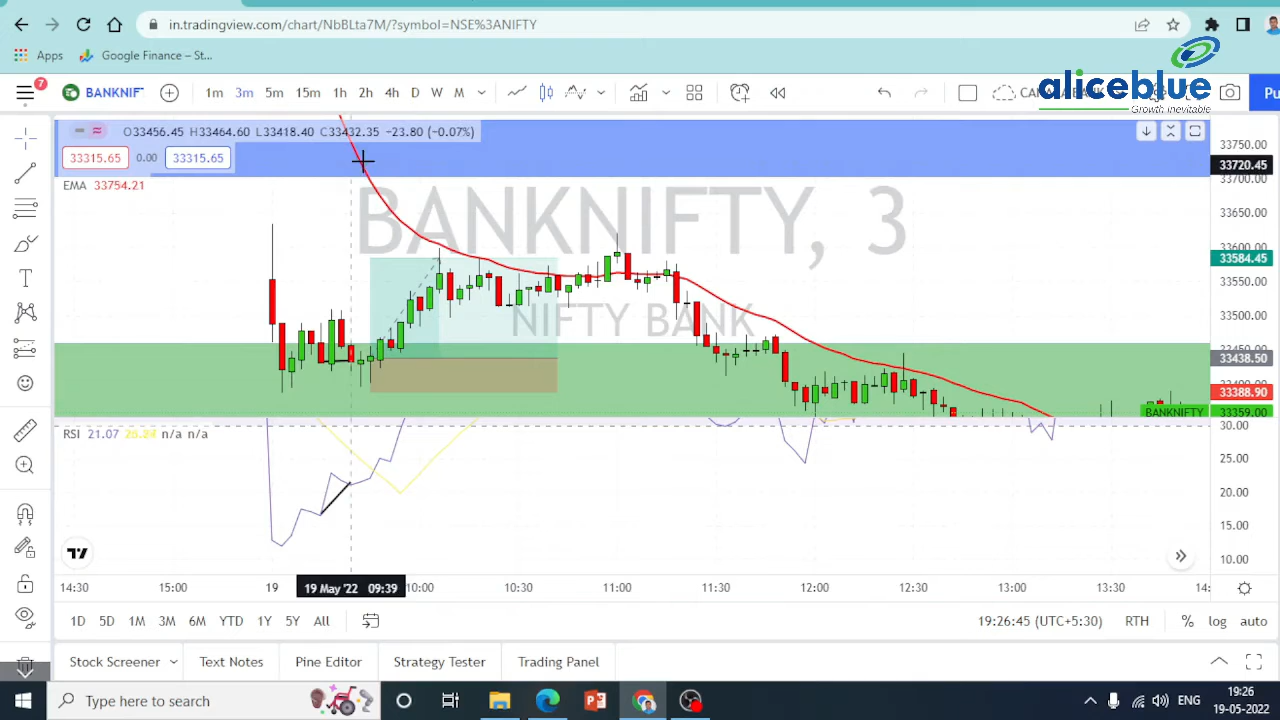 in.tradingview.com/chart/NbBLta7M/?symbol=NSE%3ANIFTY
Apps Google Finance – St...
aliceblue
Growth inevitable
7 BANKNIF 1m 3m 5m 15m 1h 2h 4h D W M Pu
O33456.45 H33464.60 L33418.40 C33432.35 −23.80 (−0.07%)
33315.65 0.00 33315.65
EMA 33754.21
BANKNIFTY, 3
NIFTY BANK
33750.00
33720.45
33700.00
33650.00
33600.00
33584.45
33550.00
33500.00
33438.50
33388.90
BANKNIFTY 33359.00
RSI 21.07 n/a n/a
30.00
25.00
20.00
15.00
10.00
14:30 15:00 19 19 May '22 09:39 10:00 10:30 11:00 11:30 12:00 12:30 13:00 13:30 14:
1D 5D 1M 3M 6M YTD 1Y 5Y All 19:26:45 (UTC+5:30) RTH % log auto
Stock Screener Text Notes Pine Editor Strategy Tester Trading Panel
Type here to search ENG 19:26
19-05-2022